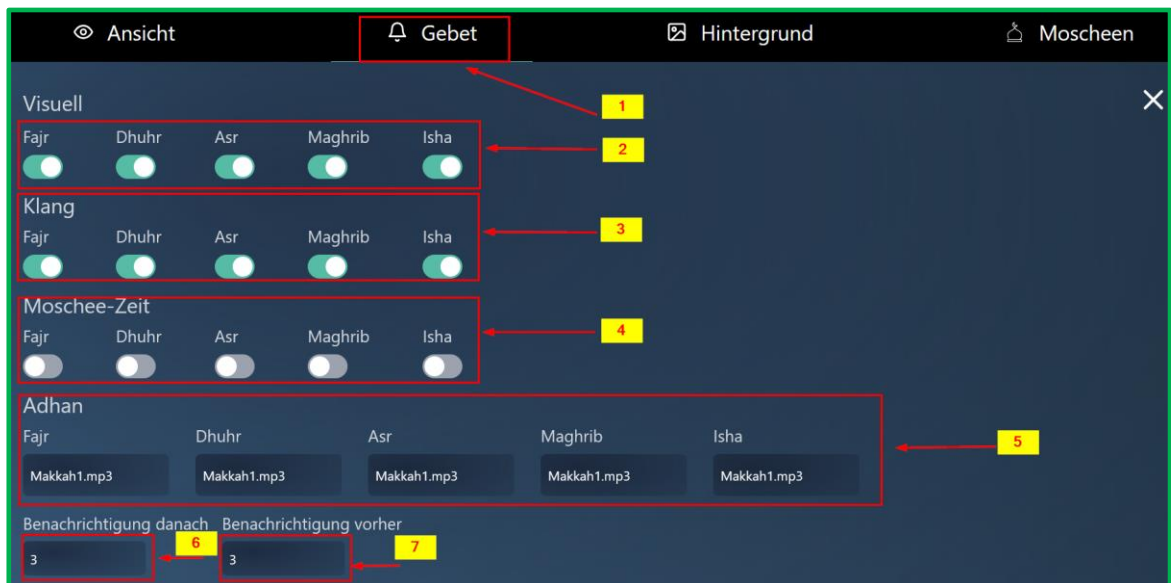 Ansicht Gebet Hintergrund Moscheen
1
Visuell
Fajr Dhuhr Asr Maghrib Isha
2
Klang
Fajr Dhuhr Asr Maghrib Isha
3
Moschee-Zeit
Fajr Dhuhr Asr Maghrib Isha
4
Adhan
Fajr Dhuhr Asr Maghrib Isha
5
Makkah1.mp3 Makkah1.mp3 Makkah1.mp3 Makkah1.mp3 Makkah1.mp3
Benachrichtigung danach Benachrichtigung vorher
6 7
3 3